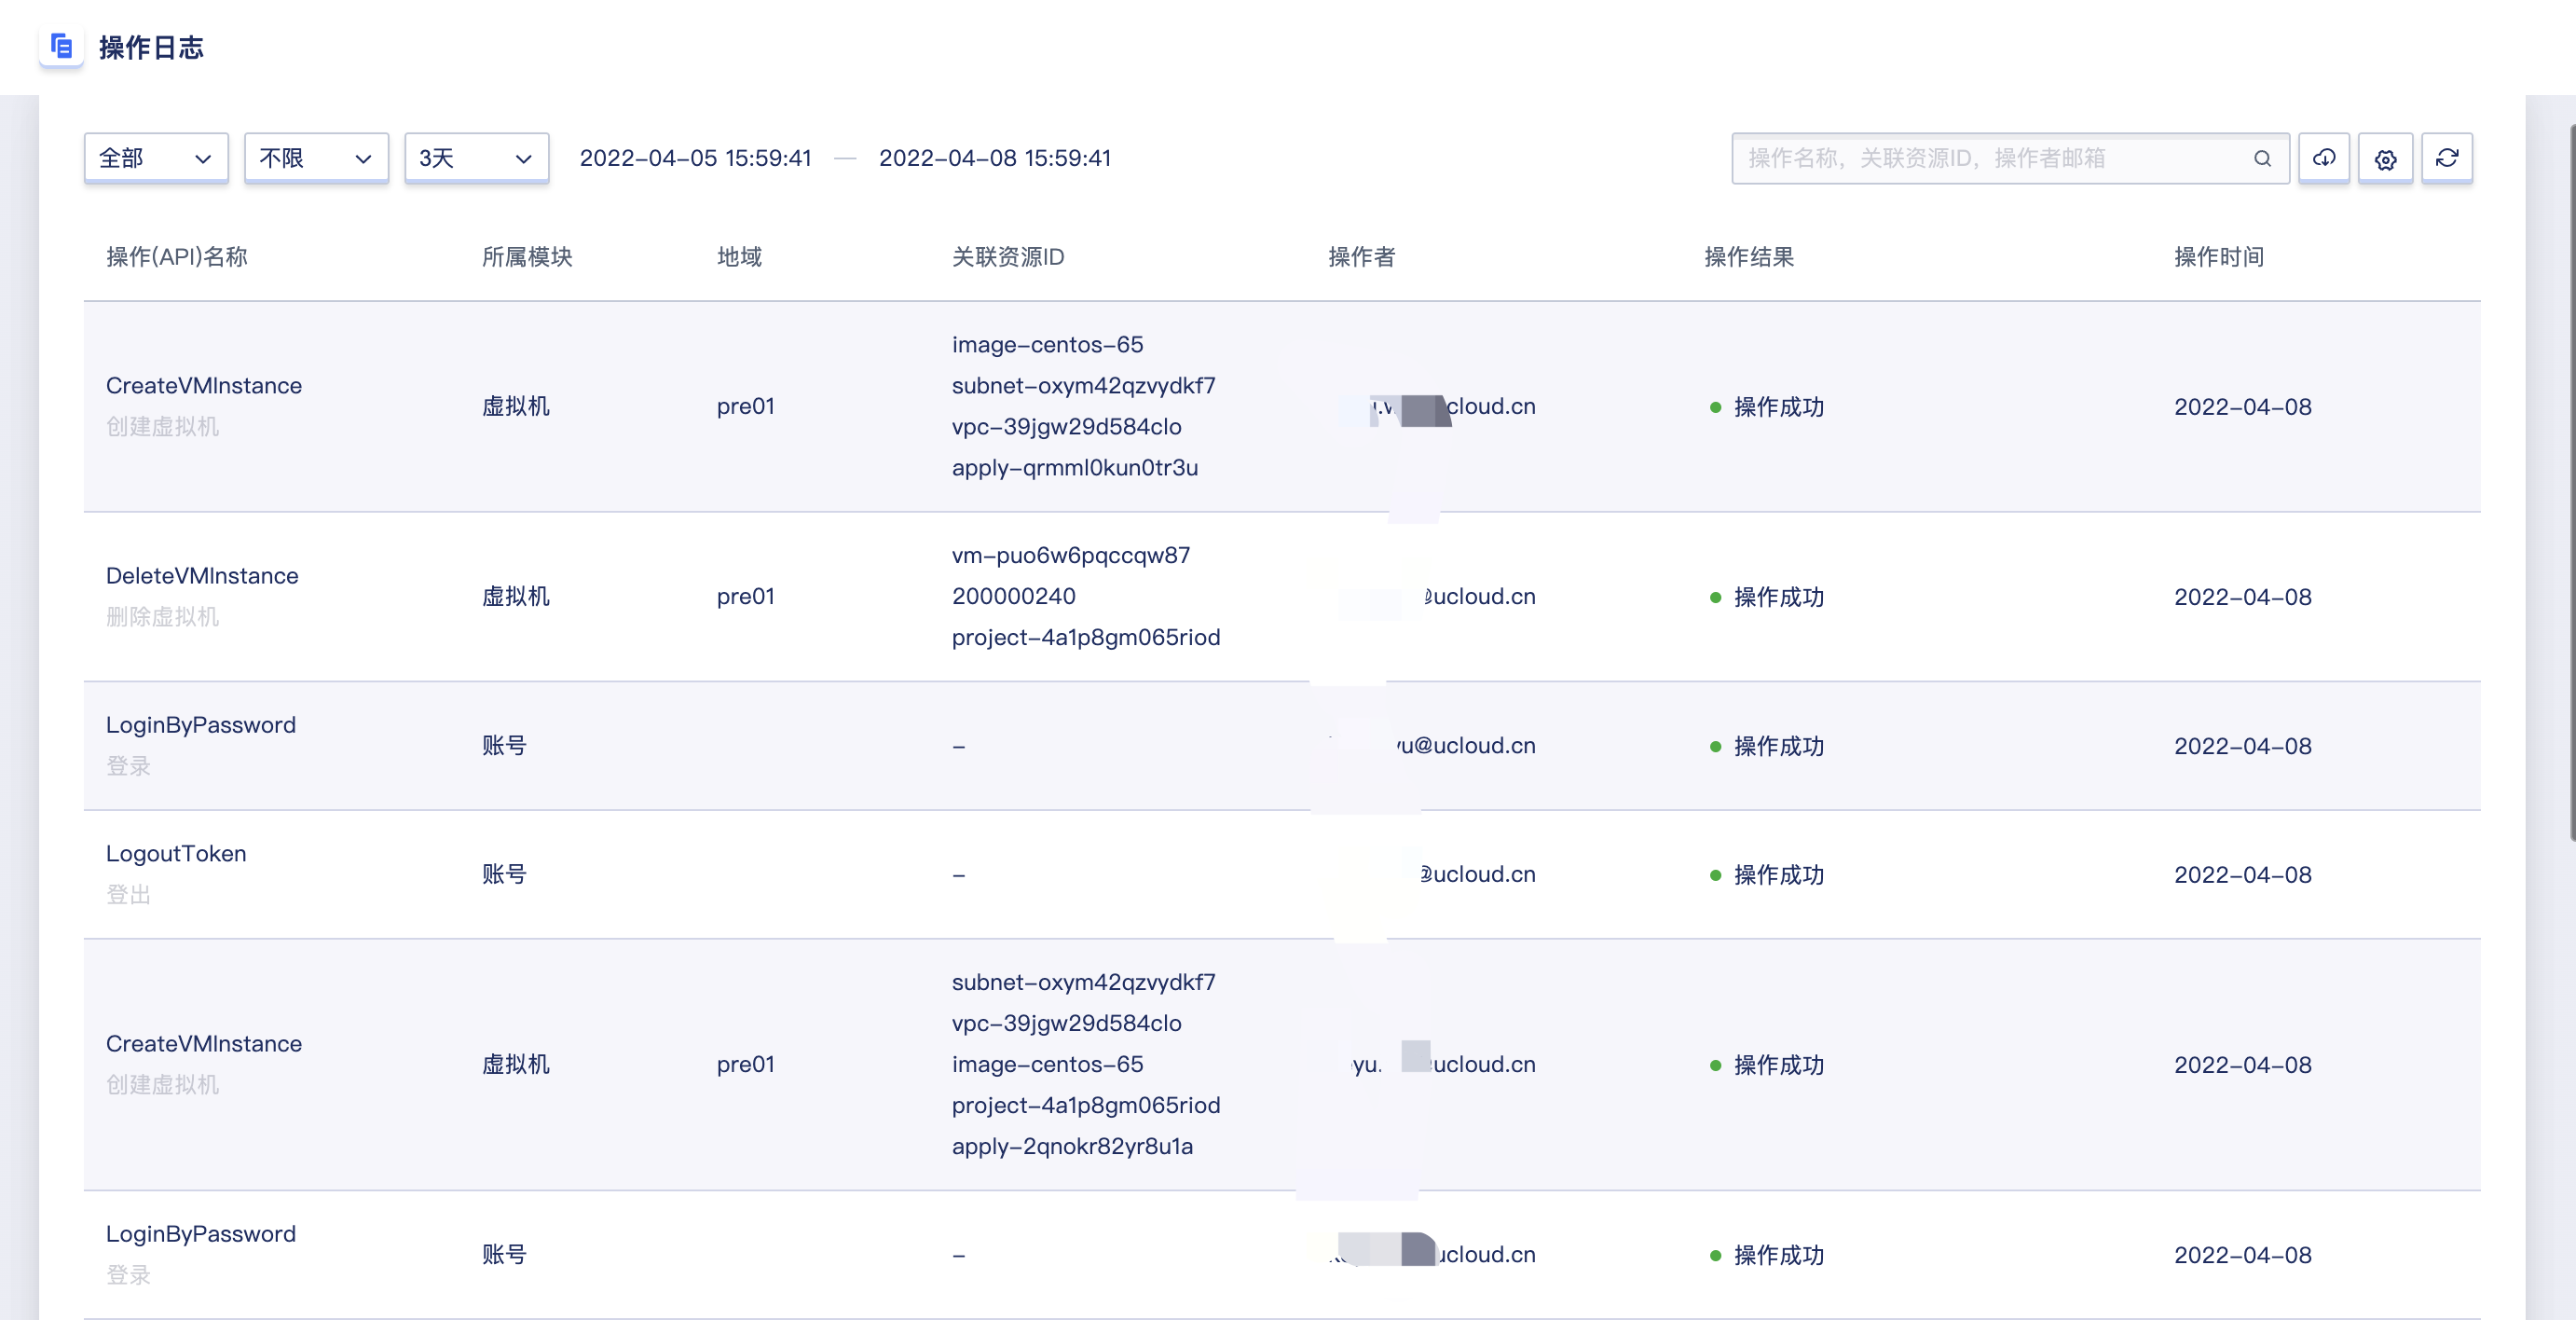 操作日志
全部 不限 3天 2022-04-05 15:59:41 — 2022-04-08 15:59:41 操作名称，关联资源ID，操作者邮箱
操作(API)名称 所属模块 地域 关联资源ID 操作者 操作结果 操作时间
CreateVMInstance
创建虚拟机
虚拟机
pre01
image-centos-65
subnet-oxym42qzvydkf7
vpc-39jgw29d584clo
apply-qrmml0kun0tr3u
cloud.cn
操作成功
2022-04-08
DeleteVMInstance
删除虚拟机
虚拟机
pre01
vm-puo6w6pqccqw87
200000240
project-4a1p8gm065riod
@ucloud.cn
操作成功
2022-04-08
LoginByPassword
登录
账号
-
yu@ucloud.cn
操作成功
2022-04-08
LogoutToken
登出
账号
-
@ucloud.cn
操作成功
2022-04-08
CreateVMInstance
创建虚拟机
虚拟机
pre01
subnet-oxym42qzvydkf7
vpc-39jgw29d584clo
image-centos-65
project-4a1p8gm065riod
apply-2qnokr82yr8u1a
yu. ucloud.cn
操作成功
2022-04-08
LoginByPassword
登录
账号
-
ucloud.cn
操作成功
2022-04-08